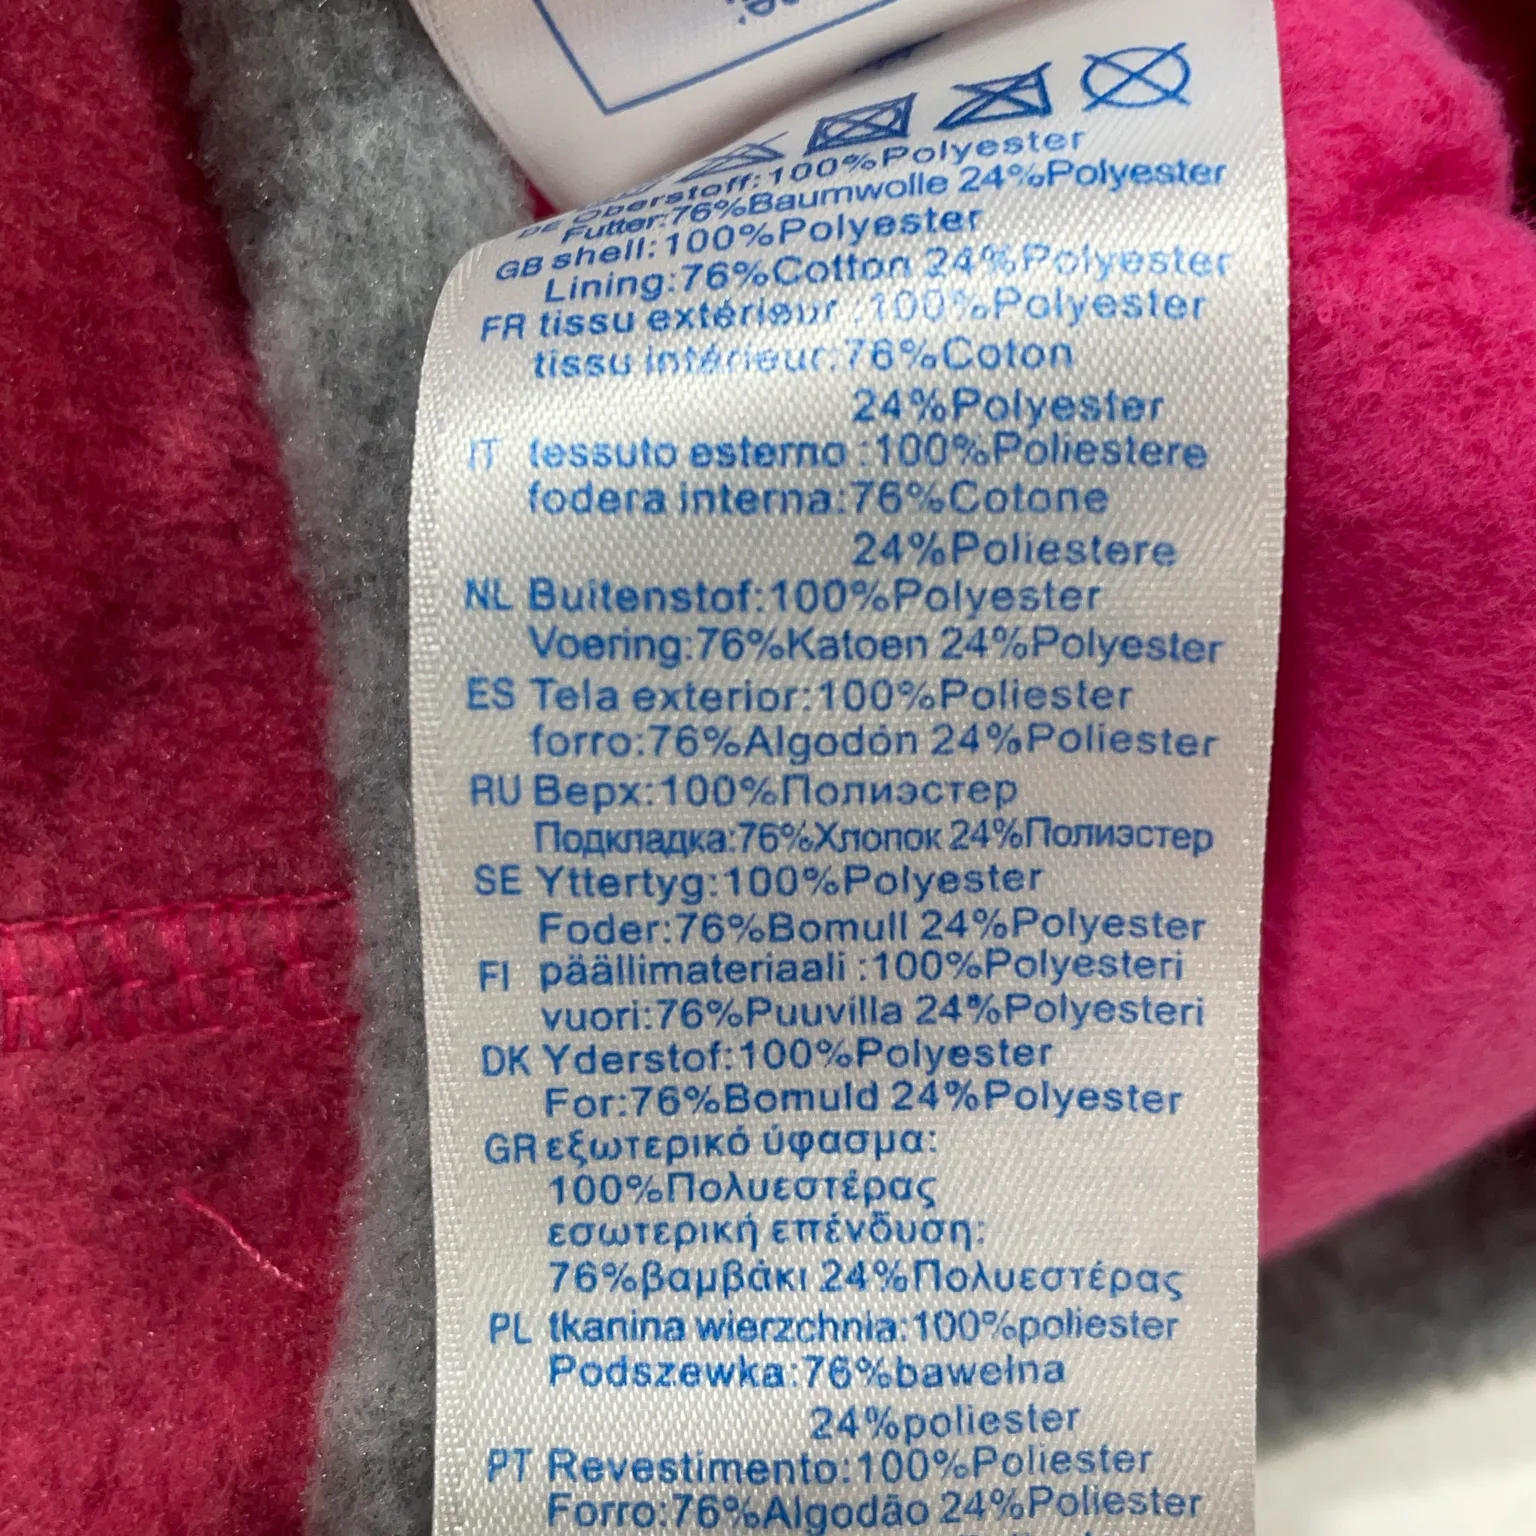 DE Oberstoff:100%Polyester
Futter:76%Baumwolle 24%Polyester
GB shell:100%Polyester
Lining:76%Cotton 24%Polyester
FR tissu extérieur :100%Polyester
tissu intérieur:76%Coton
24%Polyester
IT tessuto esterno :100%Poliestere
fodera interna:76%Cotone
24%Poliestere
NL Buitenstof:100%Polyester
Voering:76%Katoen 24%Polyester
ES Tela exterior:100%Poliester
forro:76%Algodón 24%Poliester
RU Верх:100%Полиэстер
Подкладка:76%Хлопок 24%Полиэстер
SE Yttertyg:100%Polyester
Foder:76%Bomull 24%Polyester
FI päällimateriaali :100%Polyesteri
vuori:76%Puuvilla 24%Polyesteri
DK Yderstof:100%Polyester
For:76%Bomuld 24%Polyester
GR εξωτερικό ύφασμα:
100%Πολυεστέρας
εσωτερική επένδυση:
76%βαμβάκι 24%Πολυεστέρας
PL tkanina wierzchnia:100%poliester
Podszewka:76%bawełna
24%poliester
PT Revestimento:100%Poliester
Forro:76%Algodão 24%Poliester